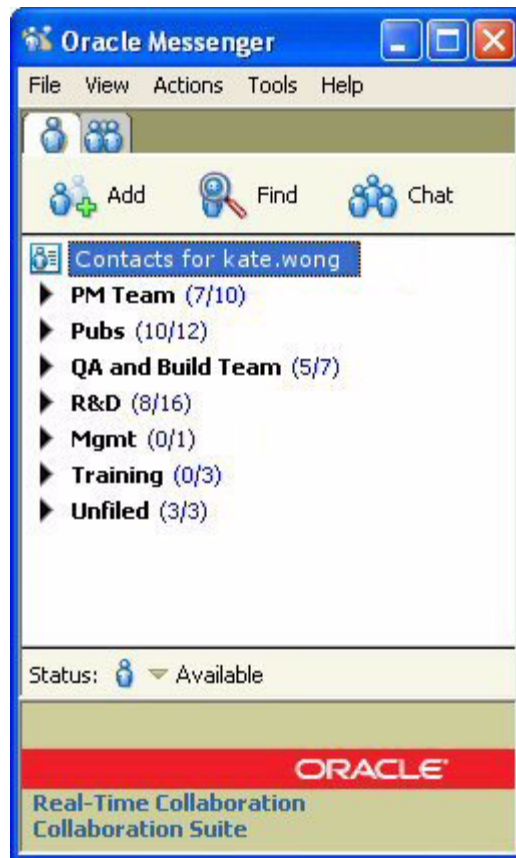 Oracle Messenger
File View Actions Tools Help
Add Find Chat
Contacts for kate.wong
PM Team (7/10)
Pubs (10/12)
QA and Build Team (5/7)
R&D (8/16)
Mgmt (0/1)
Training (0/3)
Unfiled (3/3)
Status: Available
ORACLE
Real-Time Collaboration
Collaboration Suite